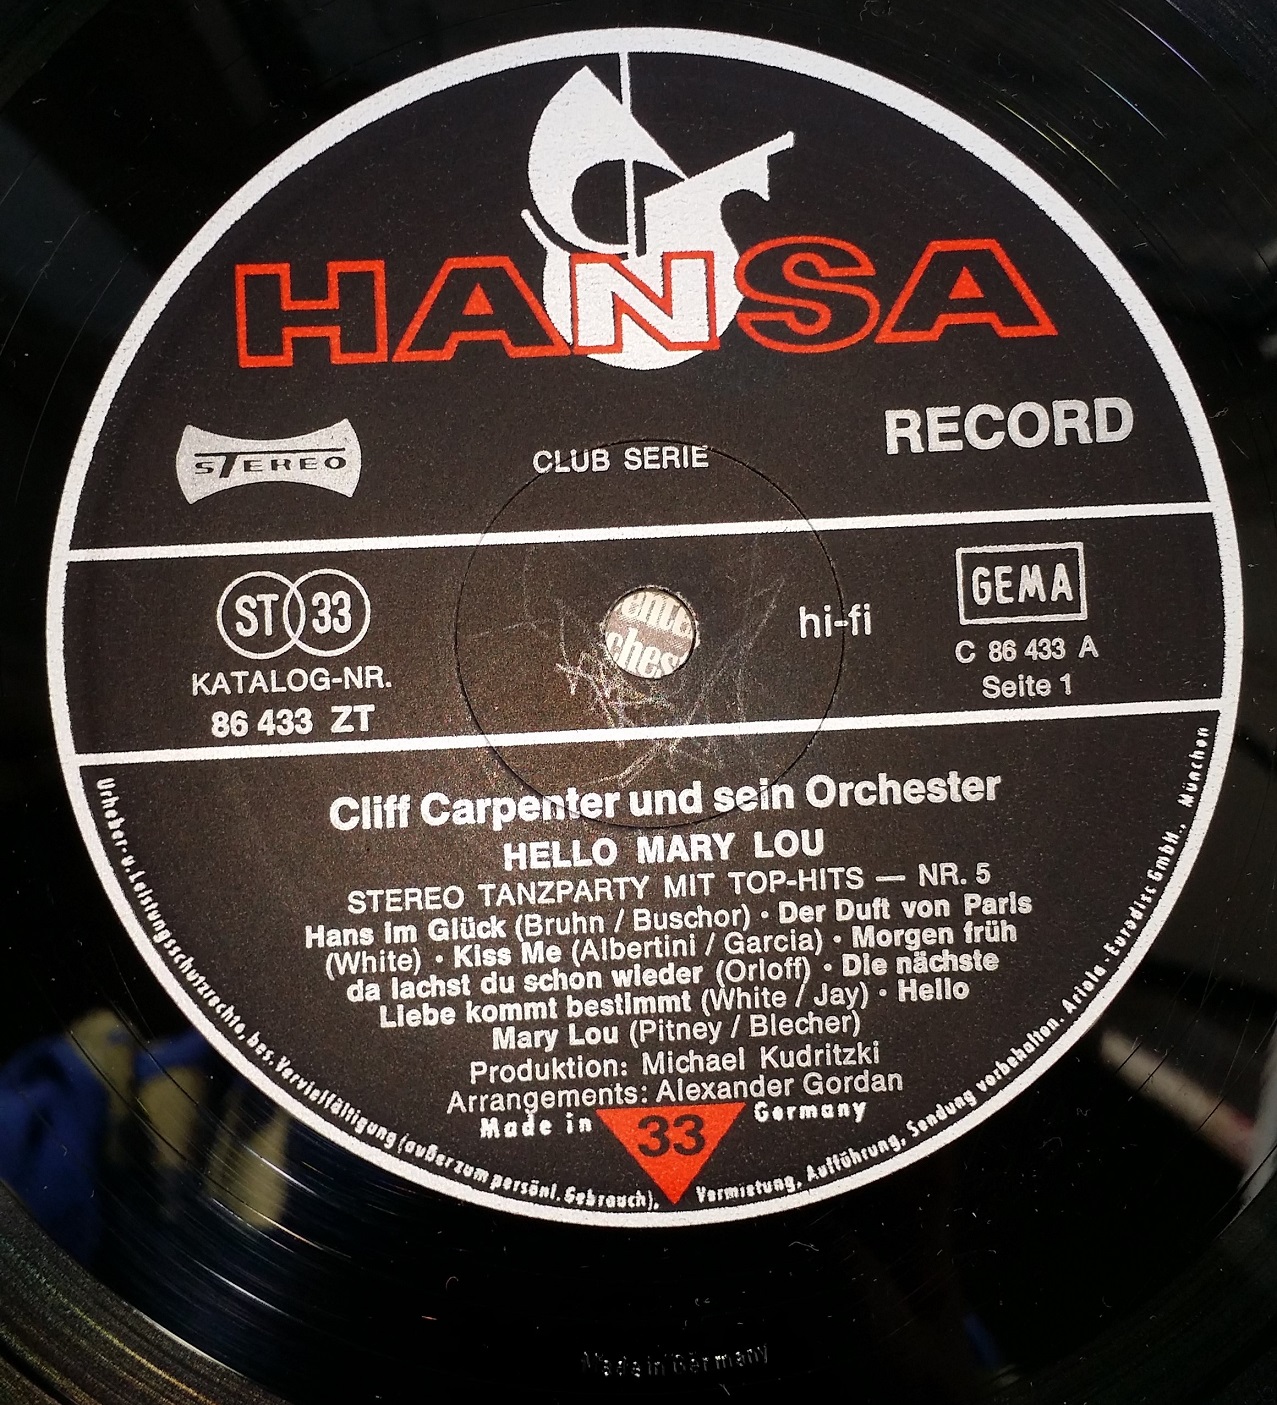 HANSA
RECORD
STEREO
CLUB SERIE
ST 33
KATALOG-NR.
86 433 ZT
hi-fi
GEMA
C 86 433 A
Seite 1
Cliff Carpenter und sein Orchester
HELLO MARY LOU
STEREO TANZPARTY MIT TOP-HITS — NR. 5
Hans im Glück (Bruhn / Buschor) · Der Duft von Paris
(White) · Kiss Me (Albertini / Garcia) · Morgen früh
da lachst du schon wieder (Orloff) · Die nächste
Liebe kommt bestimmt (White / Jay) · Hello
Mary Lou (Pitney / Blecher)
Produktion: Michael Kudritzki
Arrangements: Alexander Gordan
Made in Germany
33
Urheber- u. Leistungsschutzrechte, bes. Vervielfältigung (außer zum persönl. Gebrauch), Vermietung, Aufführung, Sendung vorbehalten. Ariola-Eurodisc GmbH., München
Made in Germany